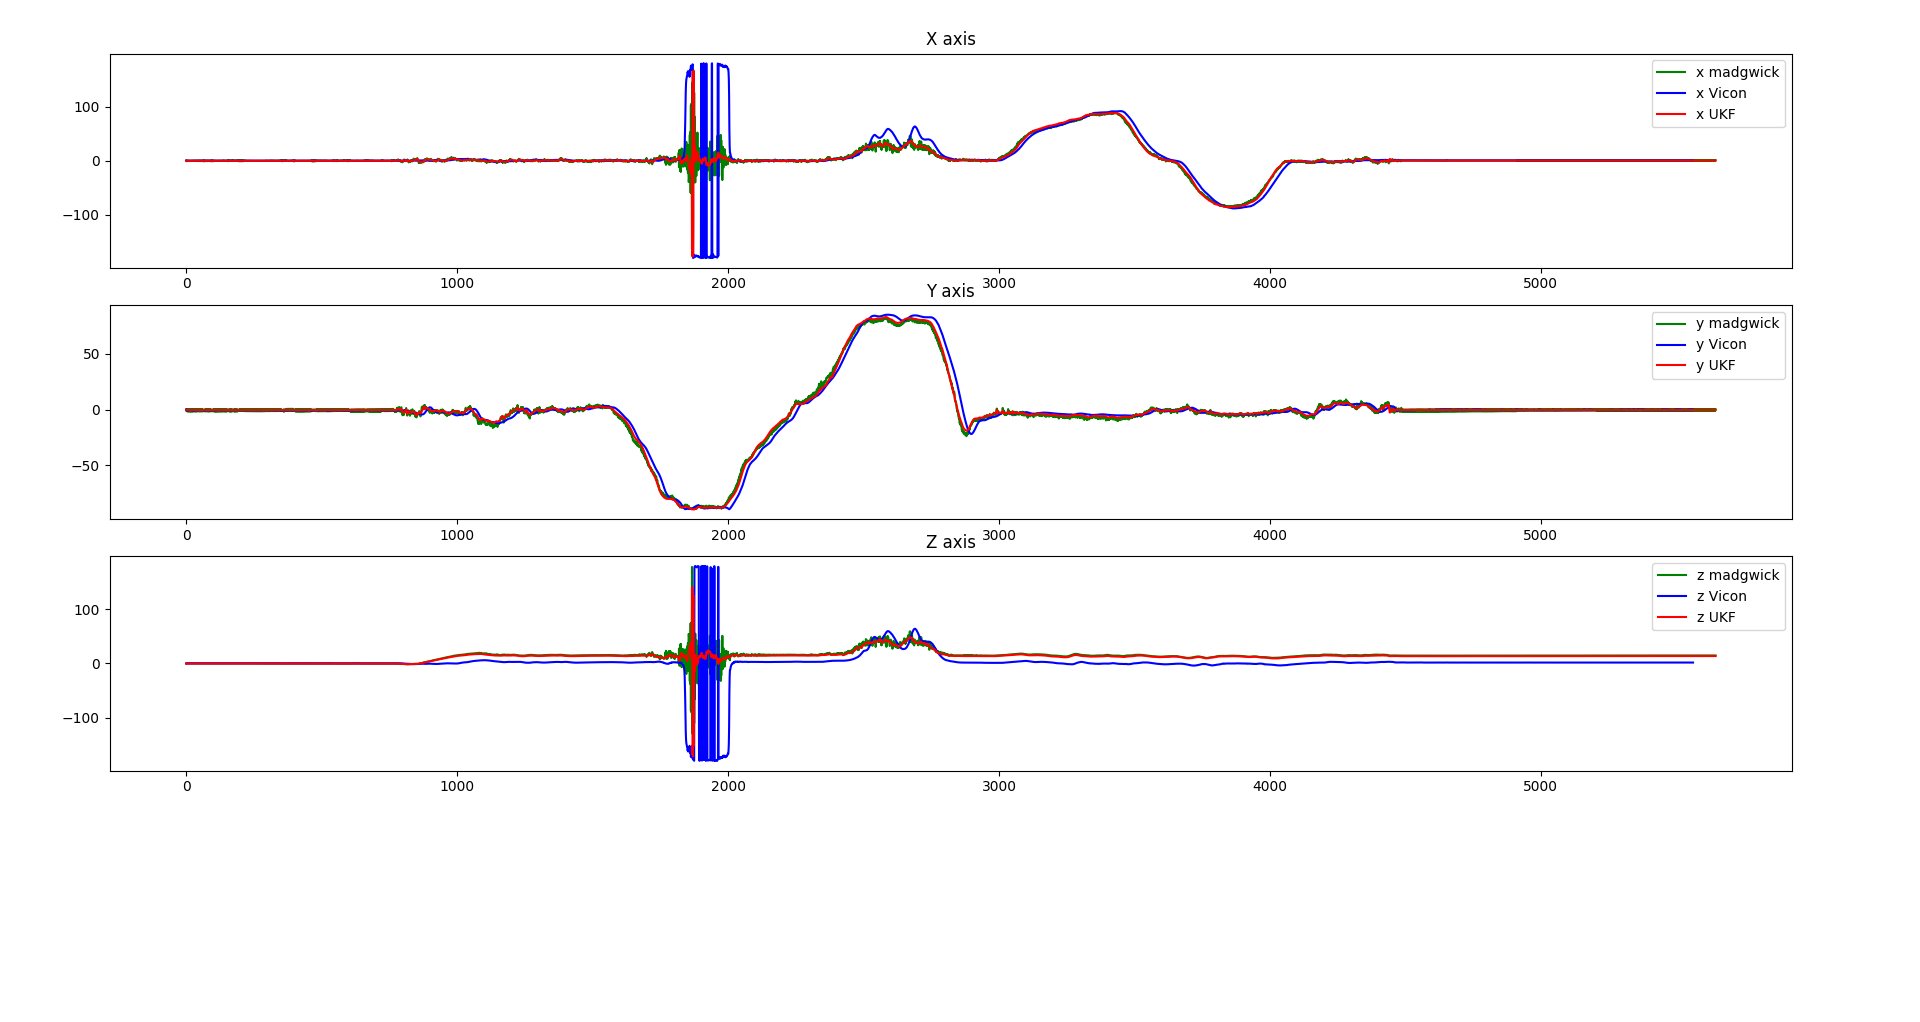 X axis
x madgwick
x Vicon
x UKF
100
0
−100
0 1000 2000 3000 4000 5000
Y axis
y madgwick
y Vicon
y UKF
50
0
−50
0 1000 2000 3000 4000 5000
Z axis
z madgwick
z Vicon
z UKF
100
0
−100
0 1000 2000 3000 4000 5000